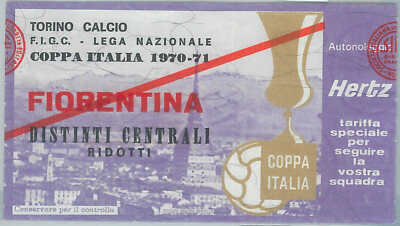 TORINO CALCIO
F.I.G.C. - LEGA NAZIONALE
COPPA ITALIA 1970-71
FIORENTINA
DISTINTI CENTRALI
RIDOTTI
Conservare per il controllo
COPPA
ITALIA
Hertz
tariffa
speciale per
seguire la
vostra
squadra